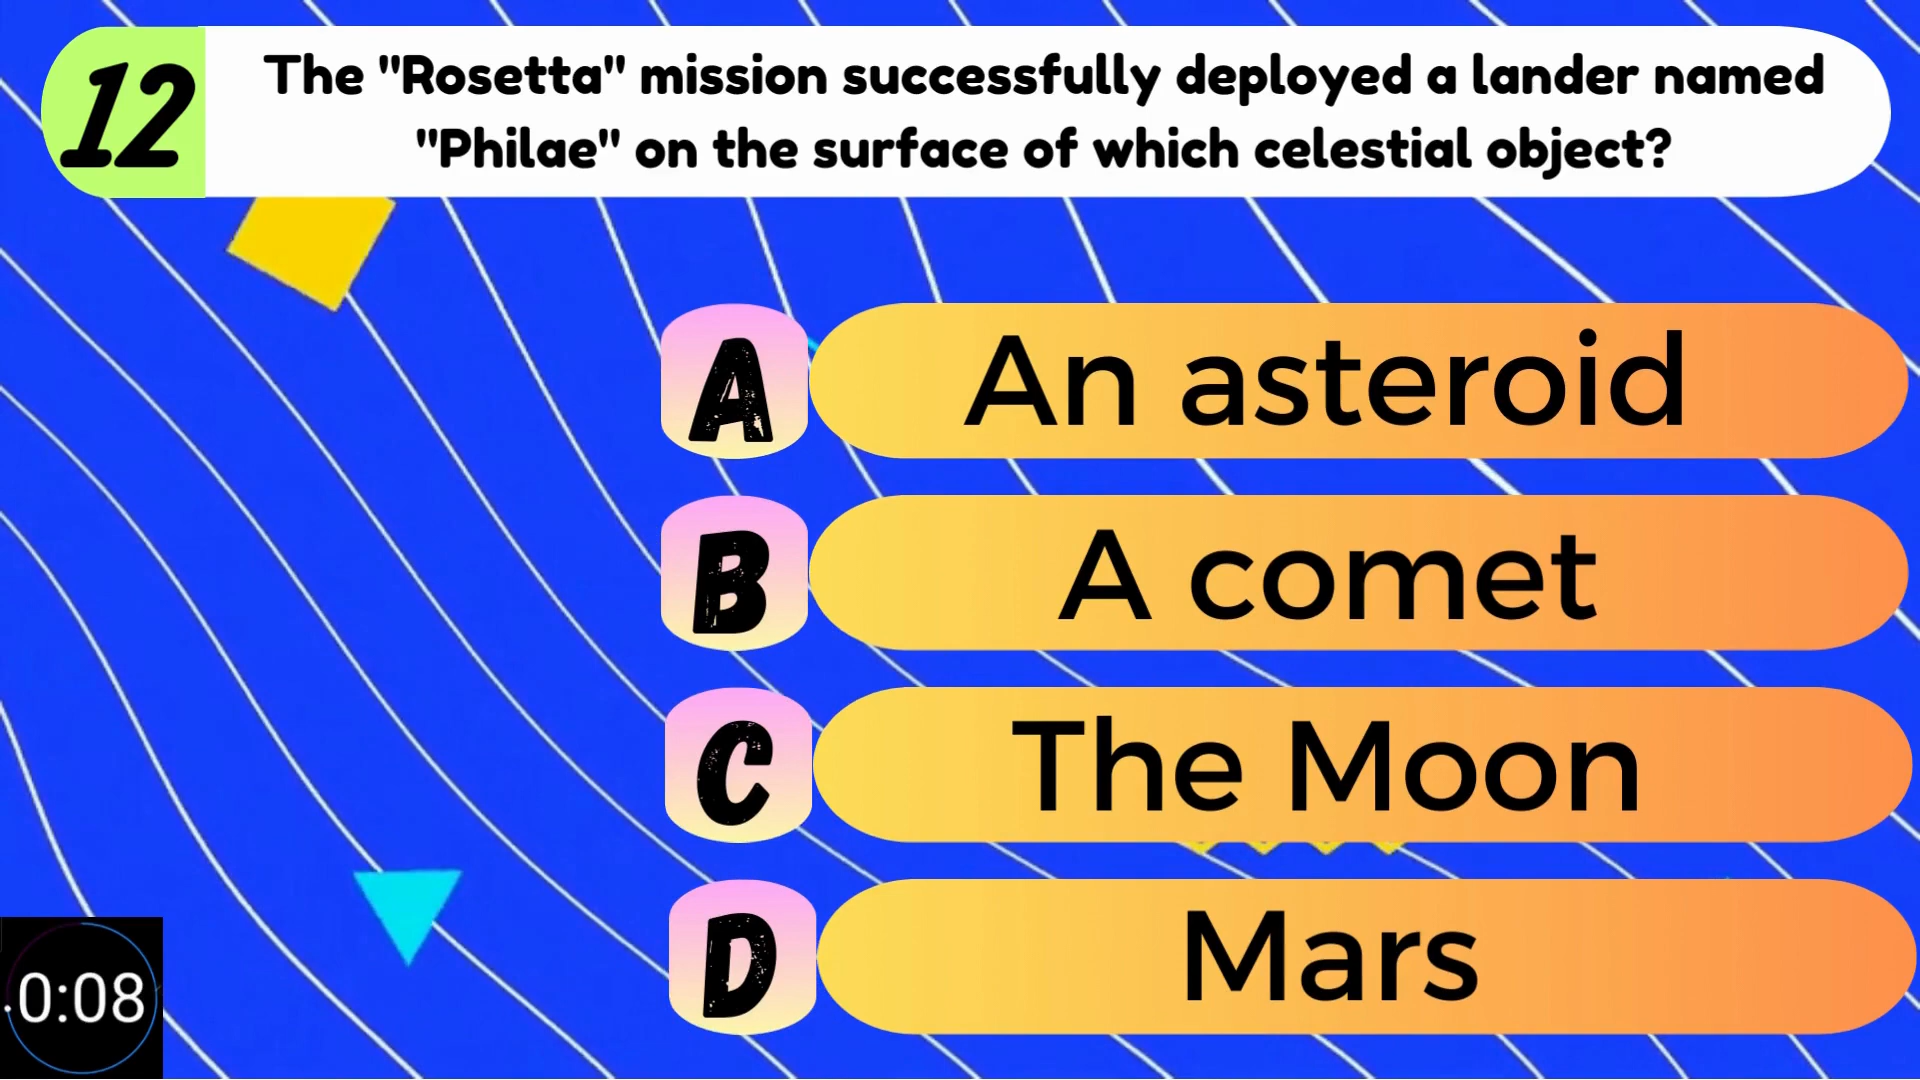 12
The "Rosetta" mission successfully deployed a lander named
"Philae" on the surface of which celestial object?
A An asteroid
B A comet
C The Moon
D Mars
0:08